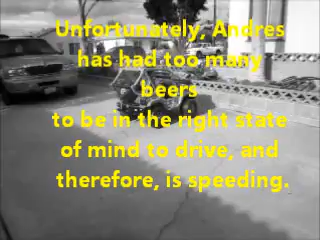 Unfortunately, Andres
has had too many
beers
to be in the right state
of mind to drive, and
therefore, is speeding.